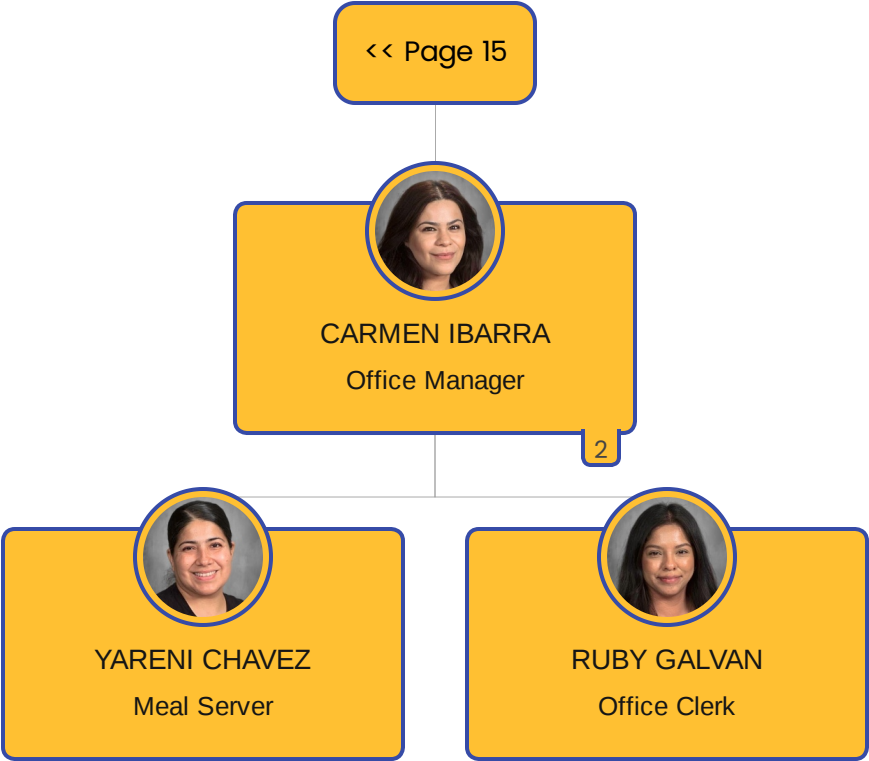 << Page 15
CARMEN IBARRA
Office Manager
2
YARENI CHAVEZ
Meal Server
RUBY GALVAN
Office Clerk